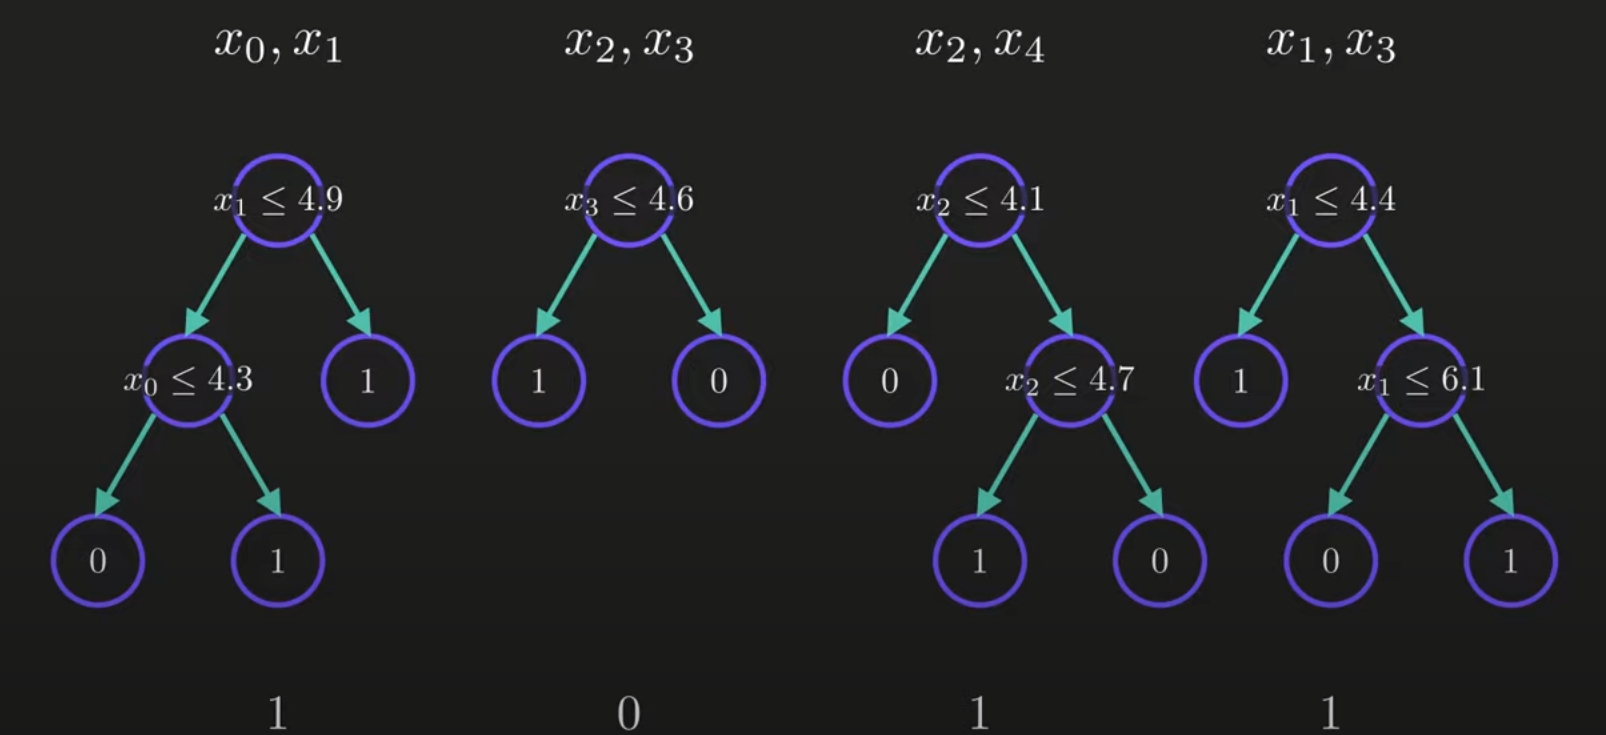 x₀, x₁ x₂, x₃ x₂, x₄ x₁, x₃
x₁ ≤ 4.9 x₃ ≤ 4.6 x₂ ≤ 4.1 x₁ ≤ 4.4
x₀ ≤ 4.3 1 1 0 0 x₂ ≤ 4.7 1 x₁ ≤ 6.1
0 1 1 0 0 1
1 0 1 1